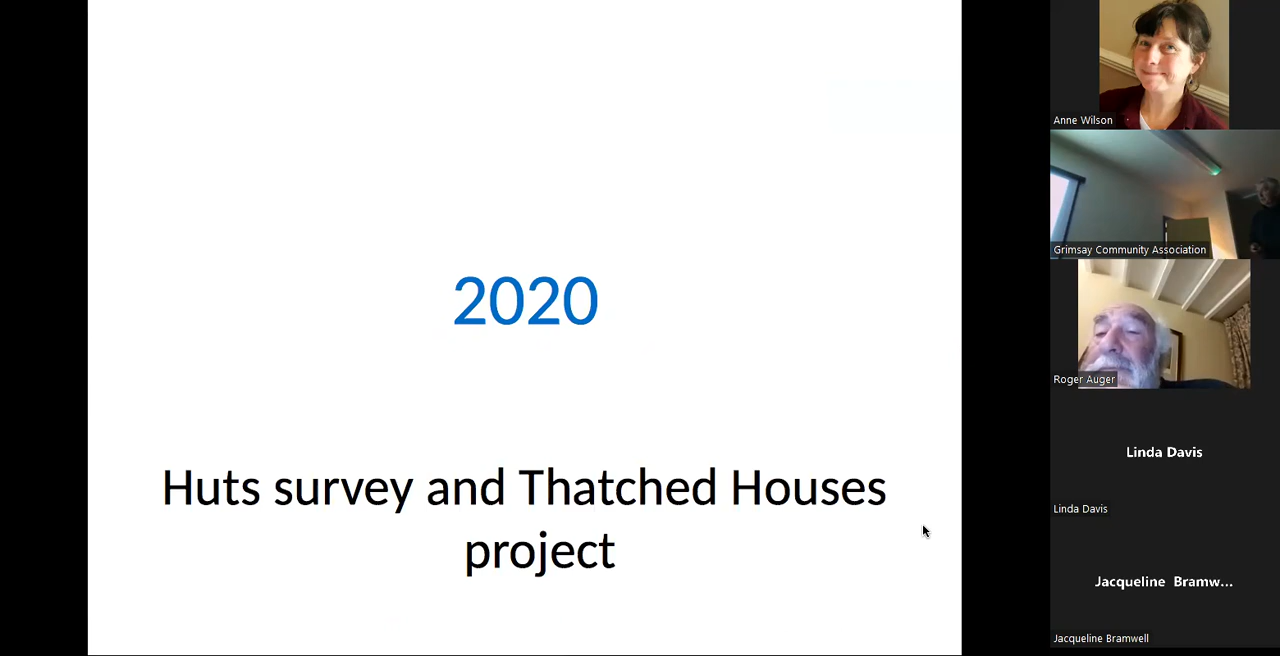 2020
Huts survey and Thatched Houses
project
Anne Wilson
Grimsay Community Association
Roger Auger
Linda Davis
Linda Davis
Jacqueline Bramw...
Jacqueline Bramwell